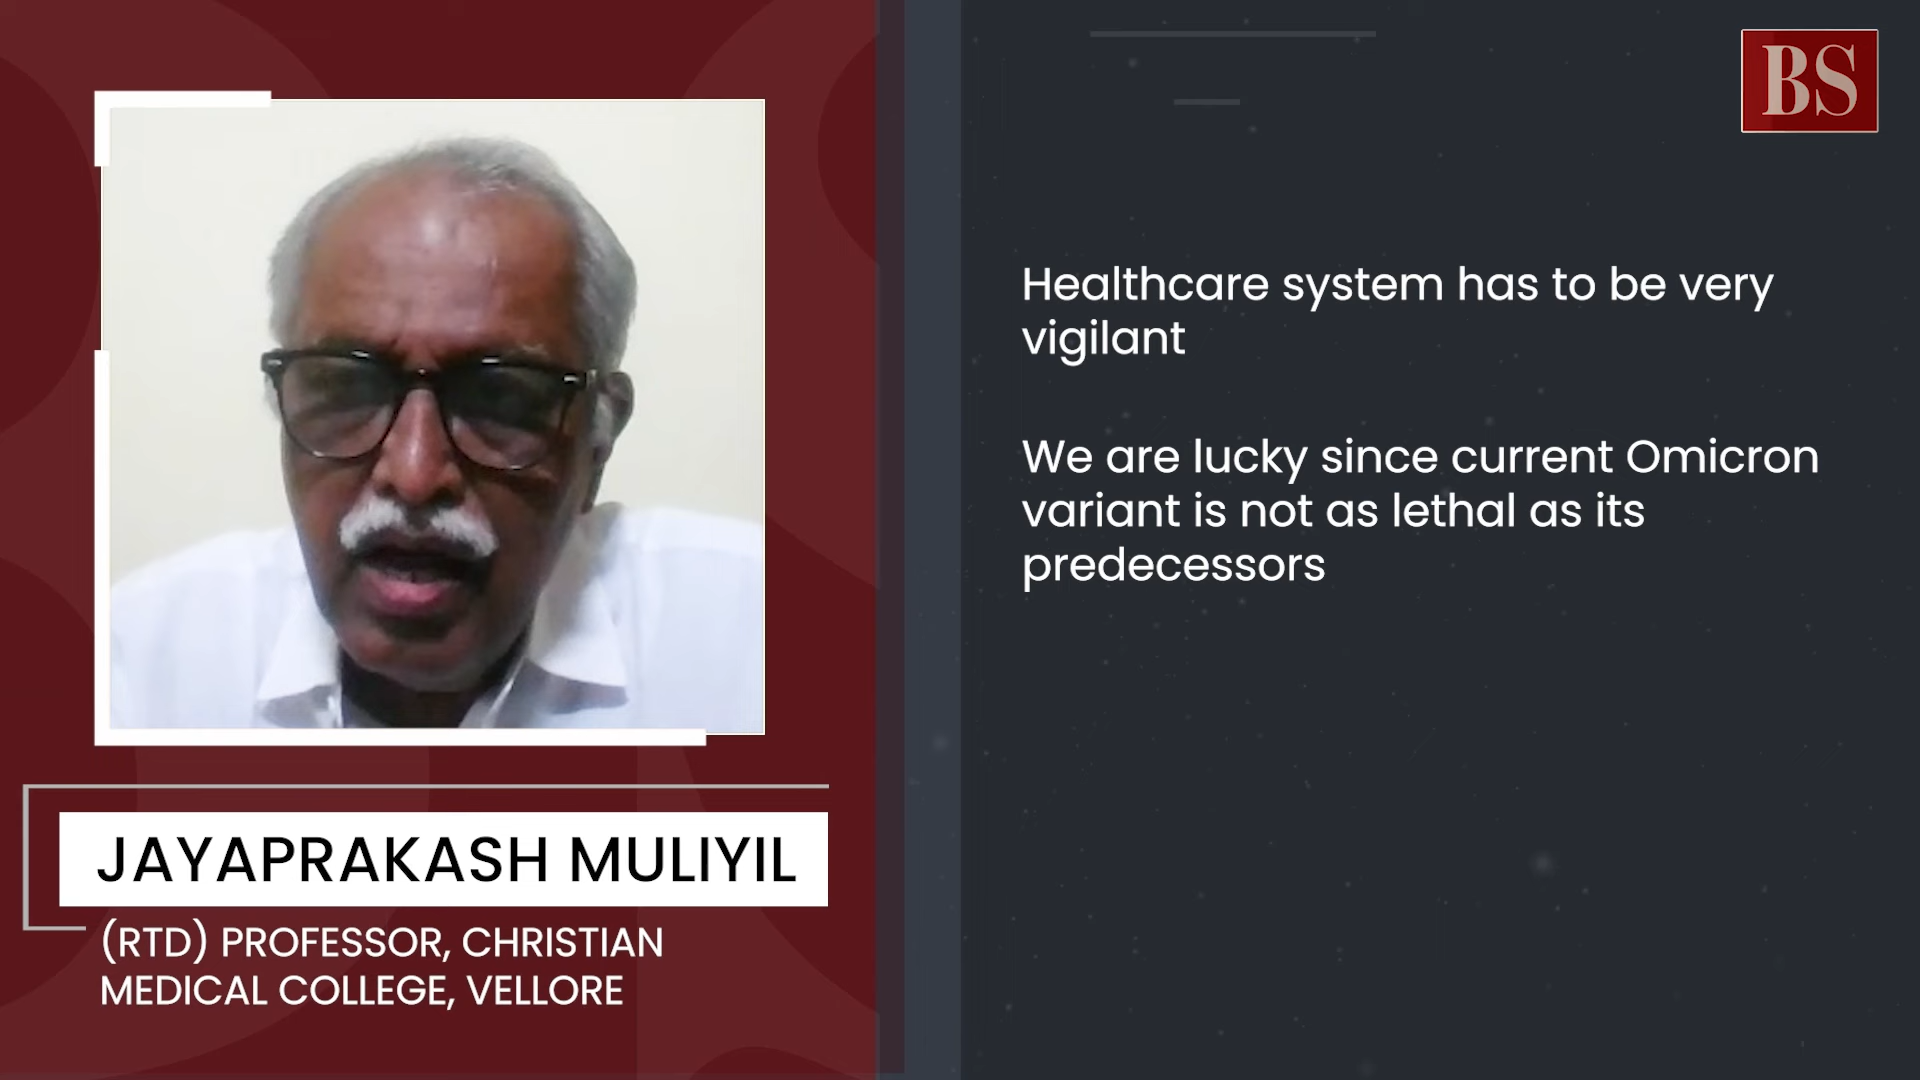 BS
Healthcare system has to be very
vigilant
We are lucky since current Omicron
variant is not as lethal as its
predecessors
JAYAPRAKASH MULIYIL
(RTD) PROFESSOR, CHRISTIAN
MEDICAL COLLEGE, VELLORE